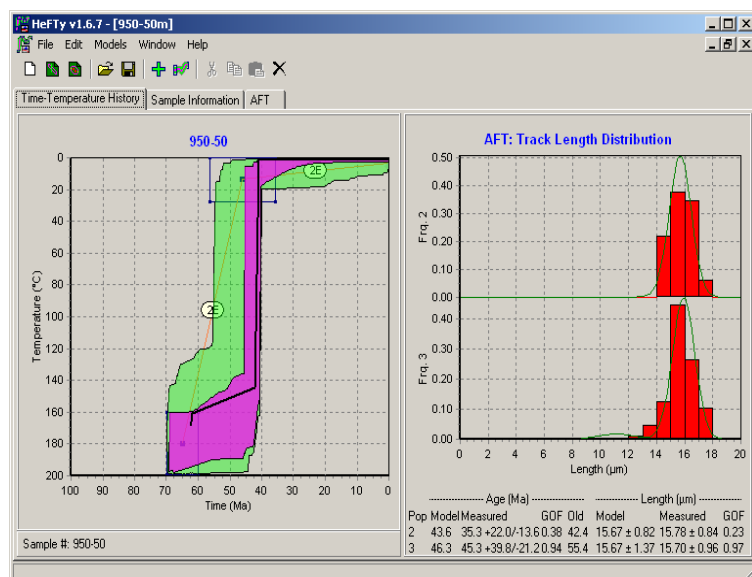 HeFTy v1.6.7 - [950-50m]
File Edit Models Window Help
Time-Temperature History Sample Information AFT
950-50
Temperature (°C)
0
20
40
60
80
100
120
140
160
180
200
2E
2E
100 90 80 70 60 50 40 30 20 10 0
Time (Ma)
Sample #: 950-50
AFT: Track Length Distribution
Frq. 2
0.50
0.40
0.30
0.20
0.10
0.00
Frq. 3
0.40
0.30
0.20
0.10
0.00
0 2 4 6 8 10 12 14 16 18 20
Length (µm)
Age (Ma) Length (µm)
Pop Model Measured GOF Old Model Measured GOF
2 43.6 35.3 +22.0/-13.6 0.38 42.4 15.67 ± 0.82 15.78 ± 0.84 0.23
3 46.3 45.3 +39.8/-21.2 0.94 55.4 15.67 ± 1.37 15.70 ± 0.96 0.97